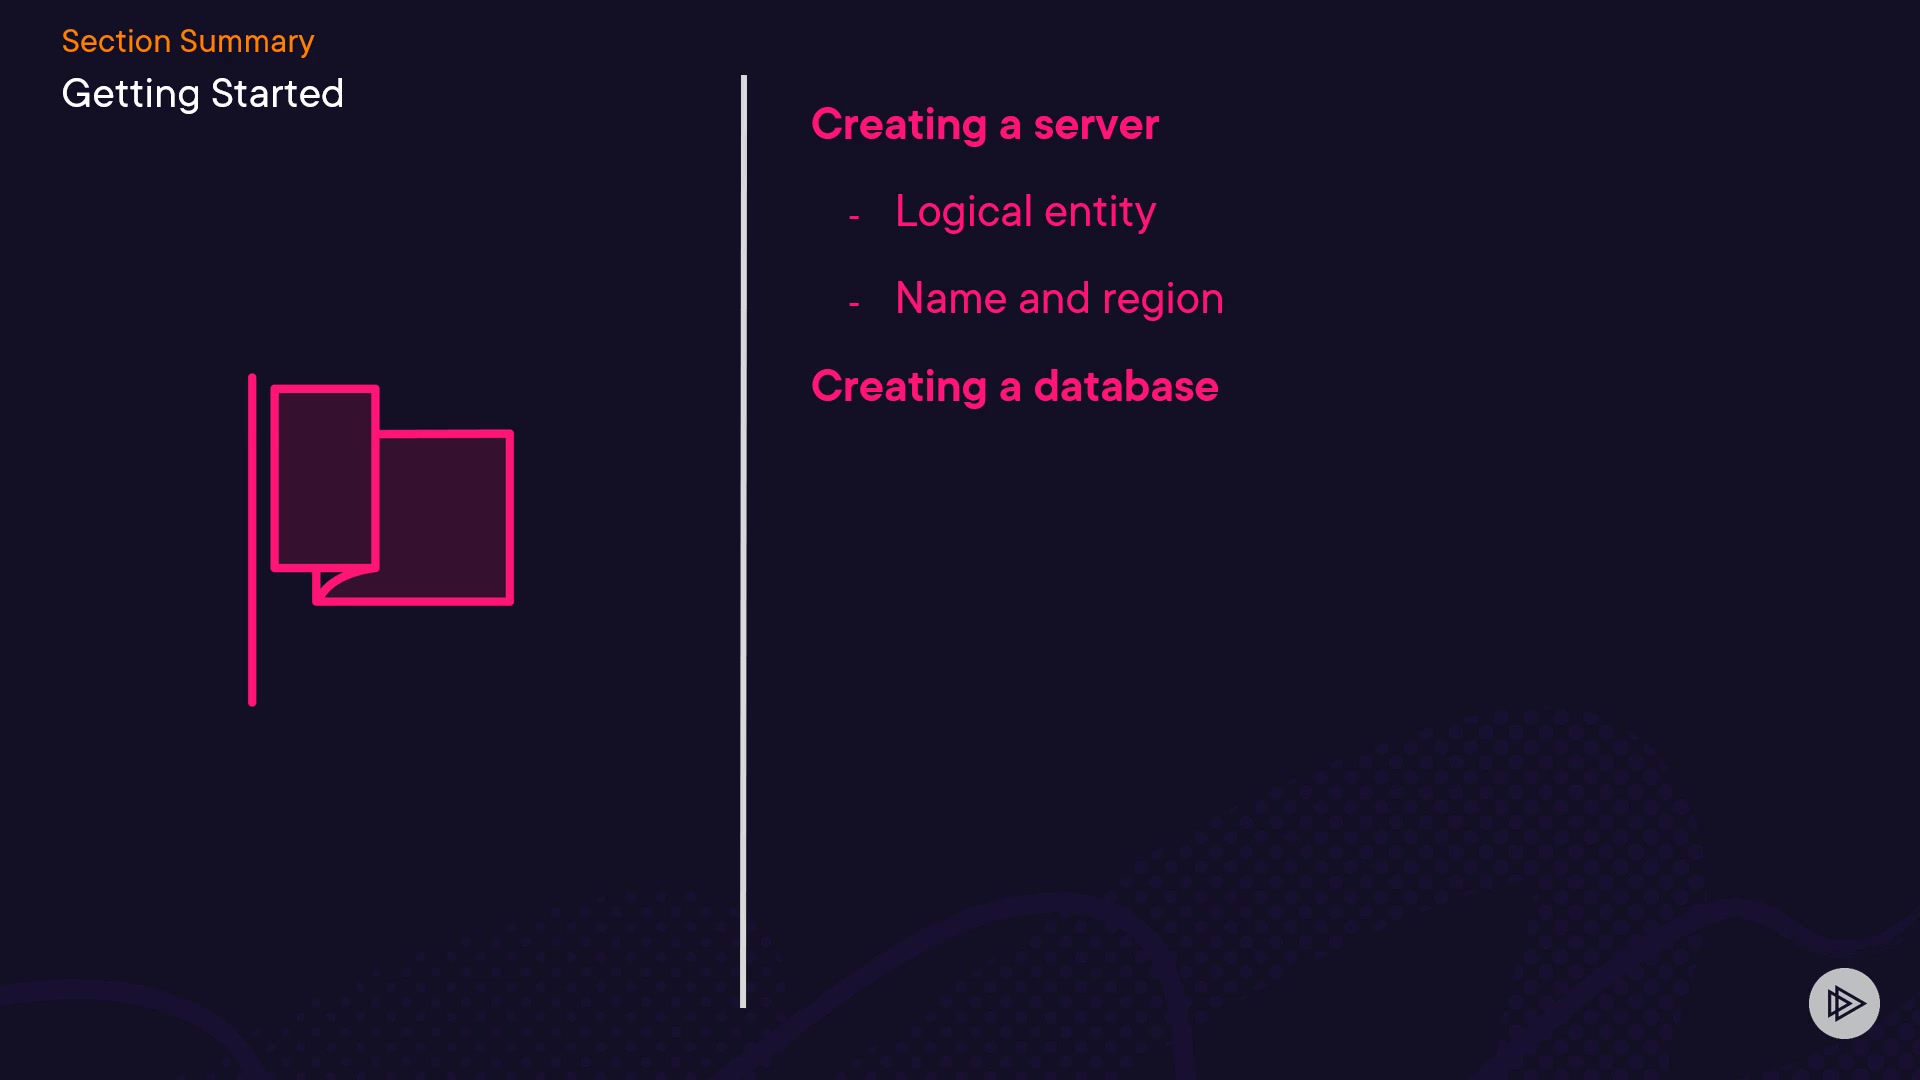 Section Summary
Getting Started
Creating a server
- Logical entity
- Name and region
Creating a database